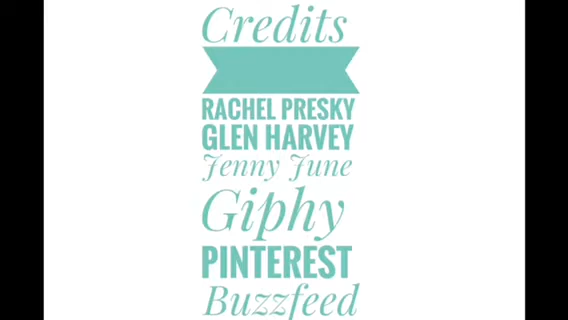 Credits
RACHEL PRESKY
GLEN HARVEY
Jenny June
Giphy
PINTEREST
Buzzfeed